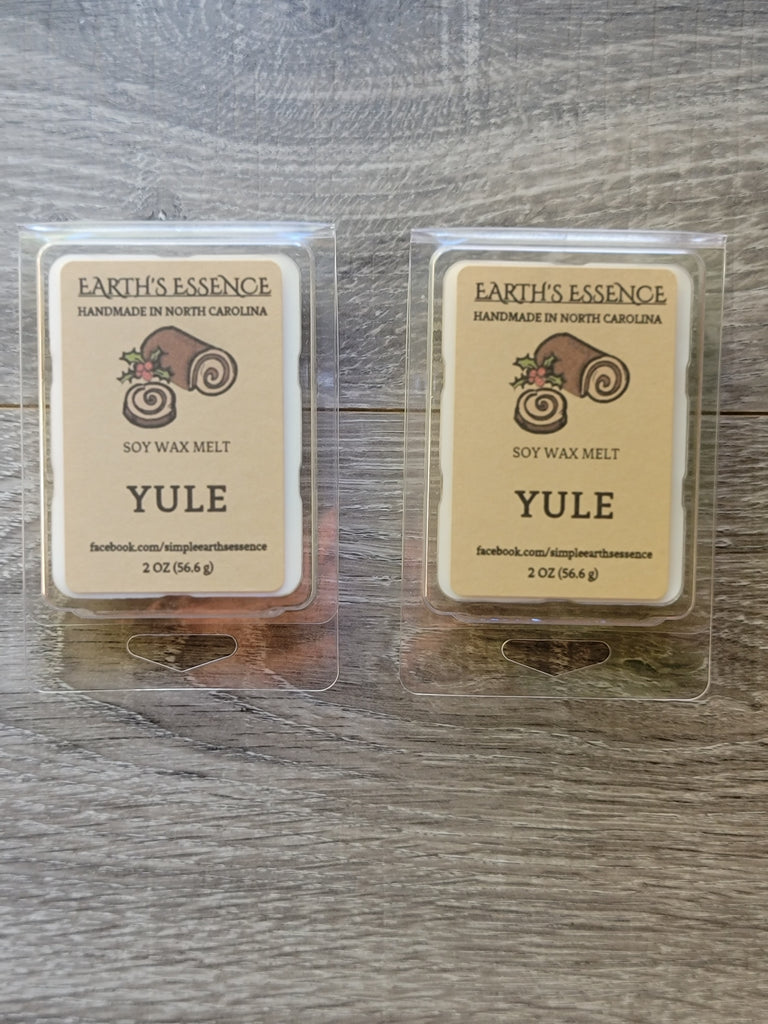 EARTH'S ESSENCE
HANDMADE IN NORTH CAROLINA
SOY WAX MELT
YULE
facebook.com/simpleearthsessence
2 OZ (56.6 g)
EARTH'S ESSENCE
HANDMADE IN NORTH CAROLINA
SOY WAX MELT
YULE
facebook.com/simpleearthsessence
2 OZ (56.6 g)